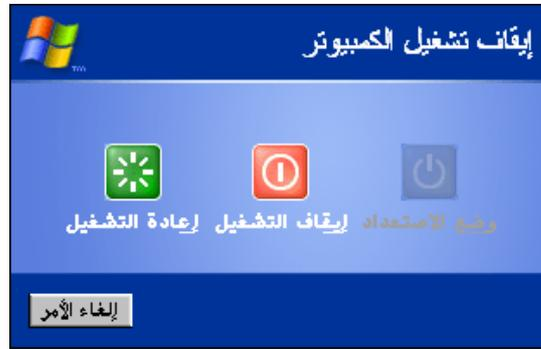 إيقاف تشغيل الكمبيوتر
وضع الاستعداد إيقاف التشغيل إعادة التشغيل
إلغاء الأمر